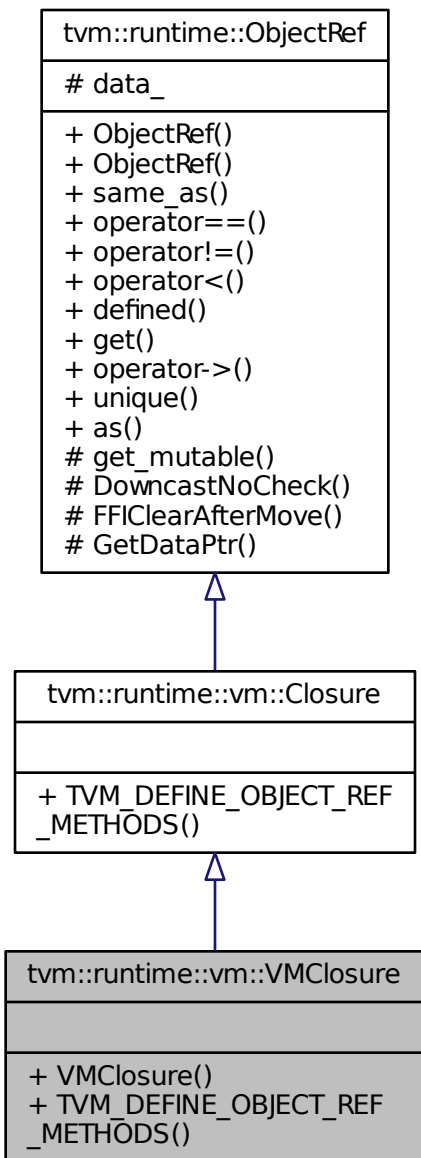 tvm::runtime::ObjectRef
# data_
+ ObjectRef()
+ ObjectRef()
+ same_as()
+ operator==()
+ operator!=()
+ operator<()
+ defined()
+ get()
+ operator->()
+ unique()
+ as()
# get_mutable()
# DowncastNoCheck()
# FFIClearAfterMove()
# GetDataPtr()
tvm::runtime::vm::Closure
+ TVM_DEFINE_OBJECT_REF
_METHODS()
tvm::runtime::vm::VMClosure
+ VMClosure()
+ TVM_DEFINE_OBJECT_REF
_METHODS()